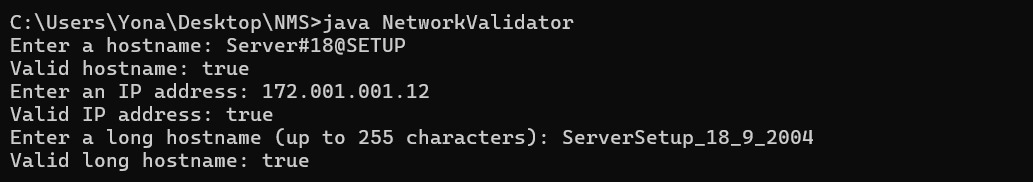 C:\Users\Yona\Desktop\NMS>java NetworkValidator
Enter a hostname: Server#18@SETUP
Valid hostname: true
Enter an IP address: 172.001.001.12
Valid IP address: true
Enter a long hostname (up to 255 characters): ServerSetup_18_9_2004
Valid long hostname: true